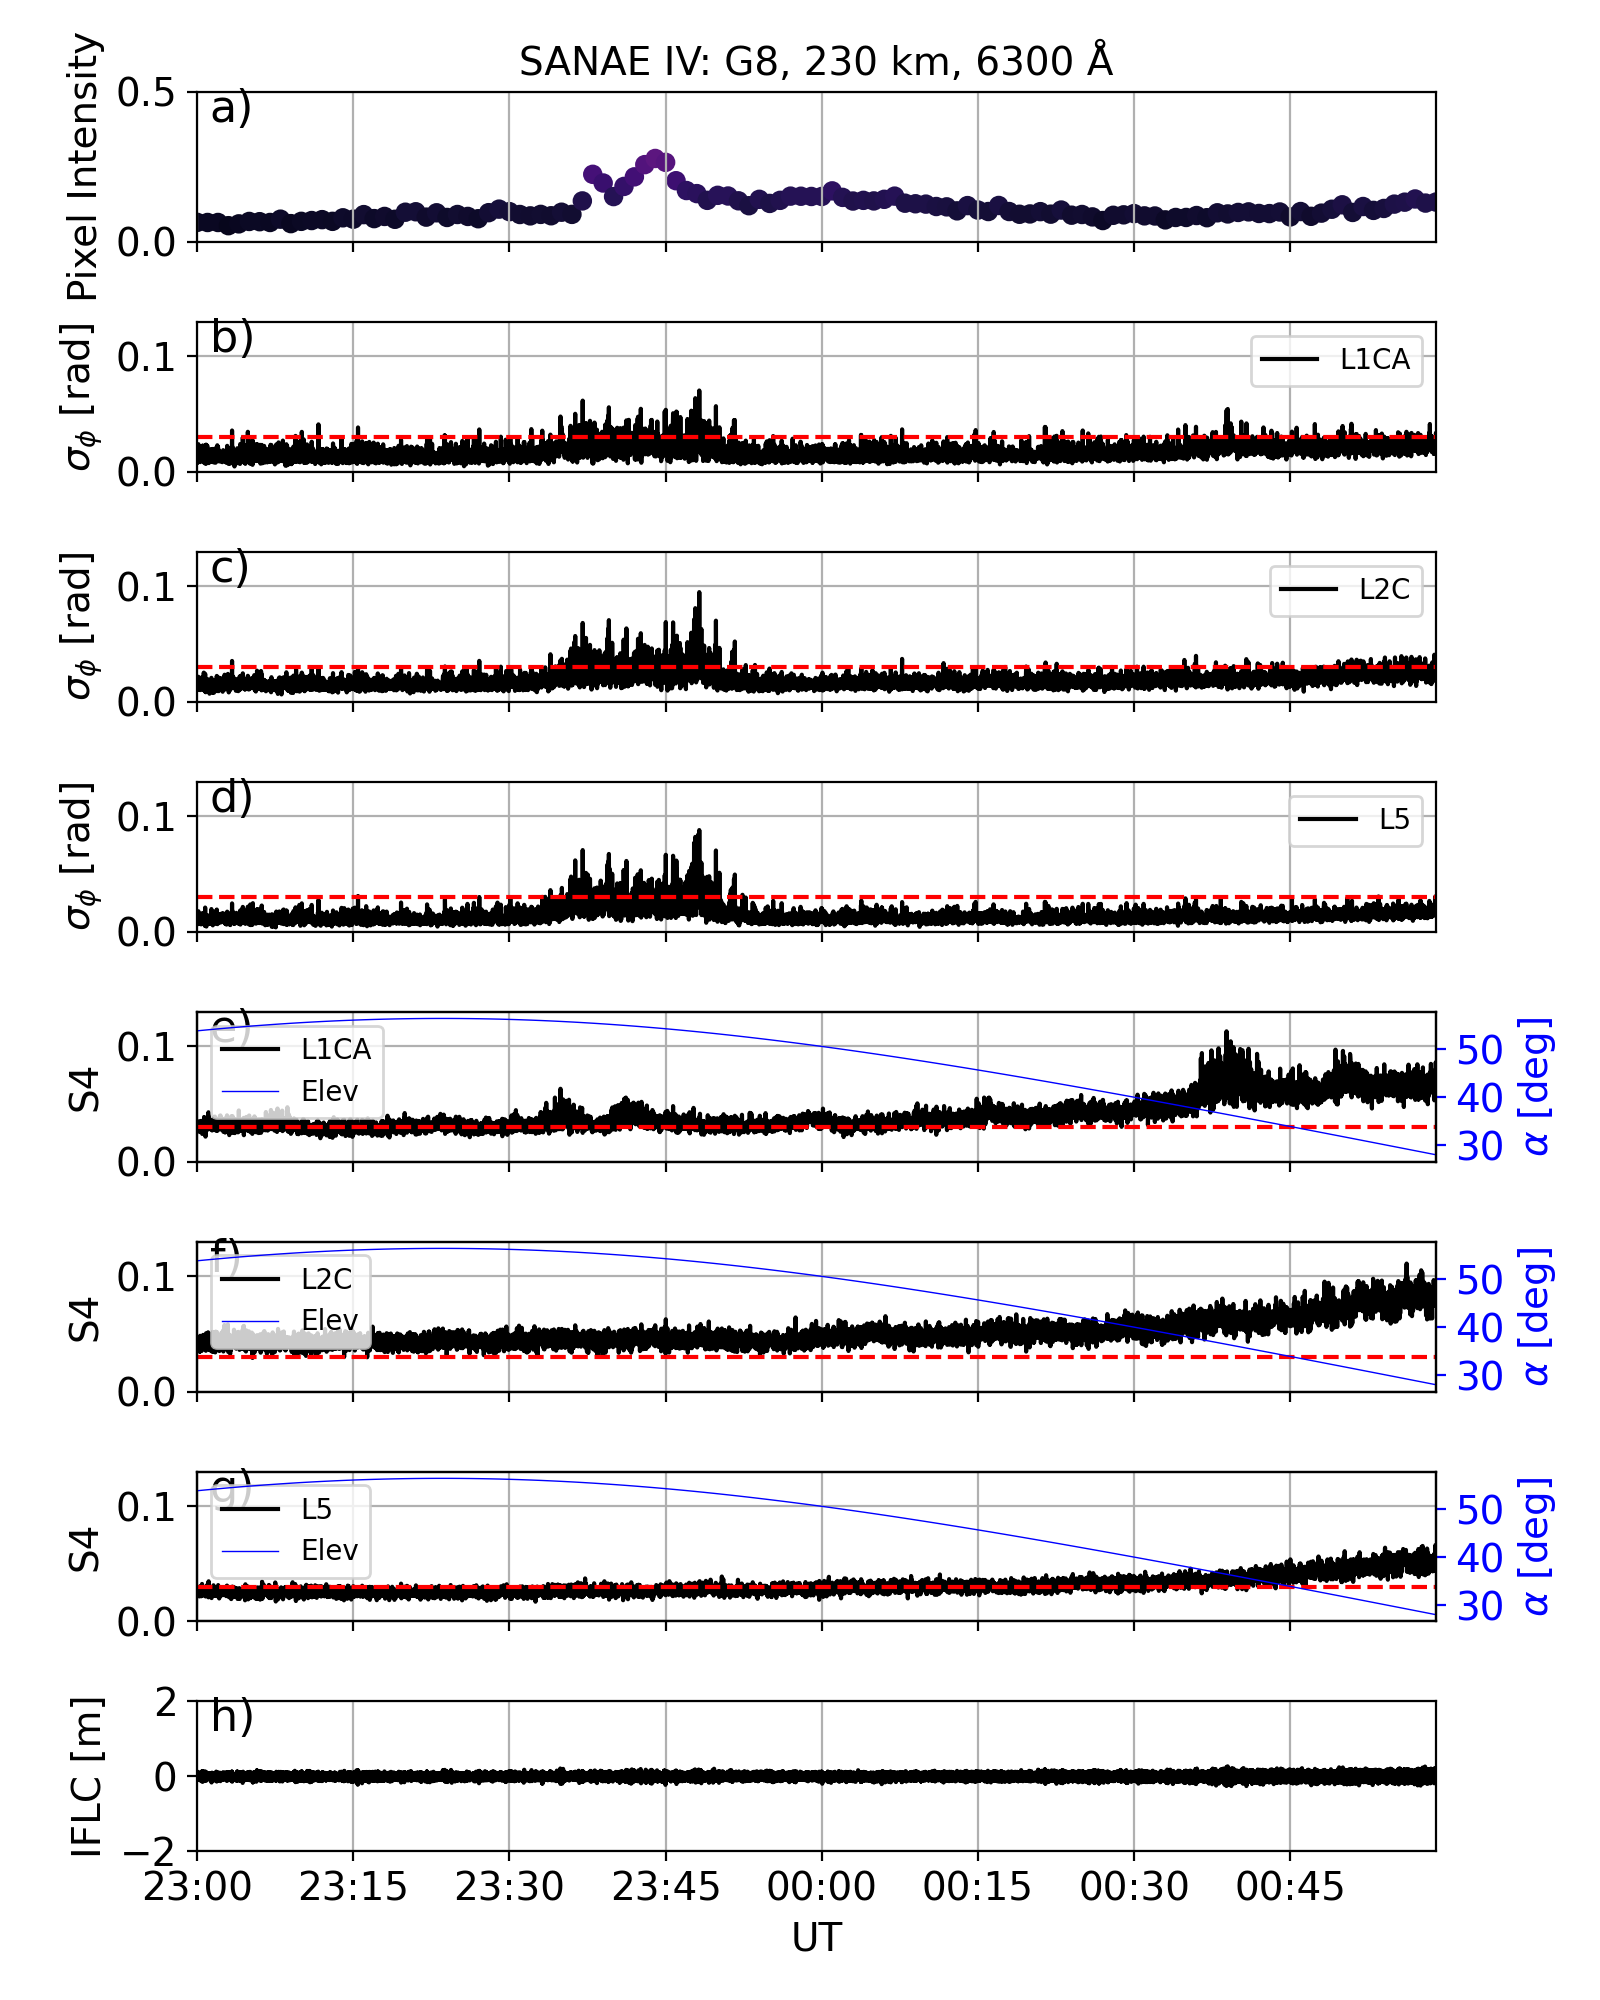 SANAE IV: G8, 230 km, 6300 Å
Pixel Intensity
0.5
0.0
a)
σϕ [rad]
0.1
0.0
b)
L1CA
σϕ [rad]
0.1
0.0
c)
L2C
σϕ [rad]
0.1
0.0
d)
L5
S4
0.1
0.0
e)
L1CA
Elev
50
40
30
α [deg]
S4
0.1
0.0
f)
L2C
Elev
50
40
30
α [deg]
S4
0.1
0.0
g)
L5
Elev
50
40
30
α [deg]
IFLC [m]
2
0
−2
h)
23:00 23:15 23:30 23:45 00:00 00:15 00:30 00:45
UT